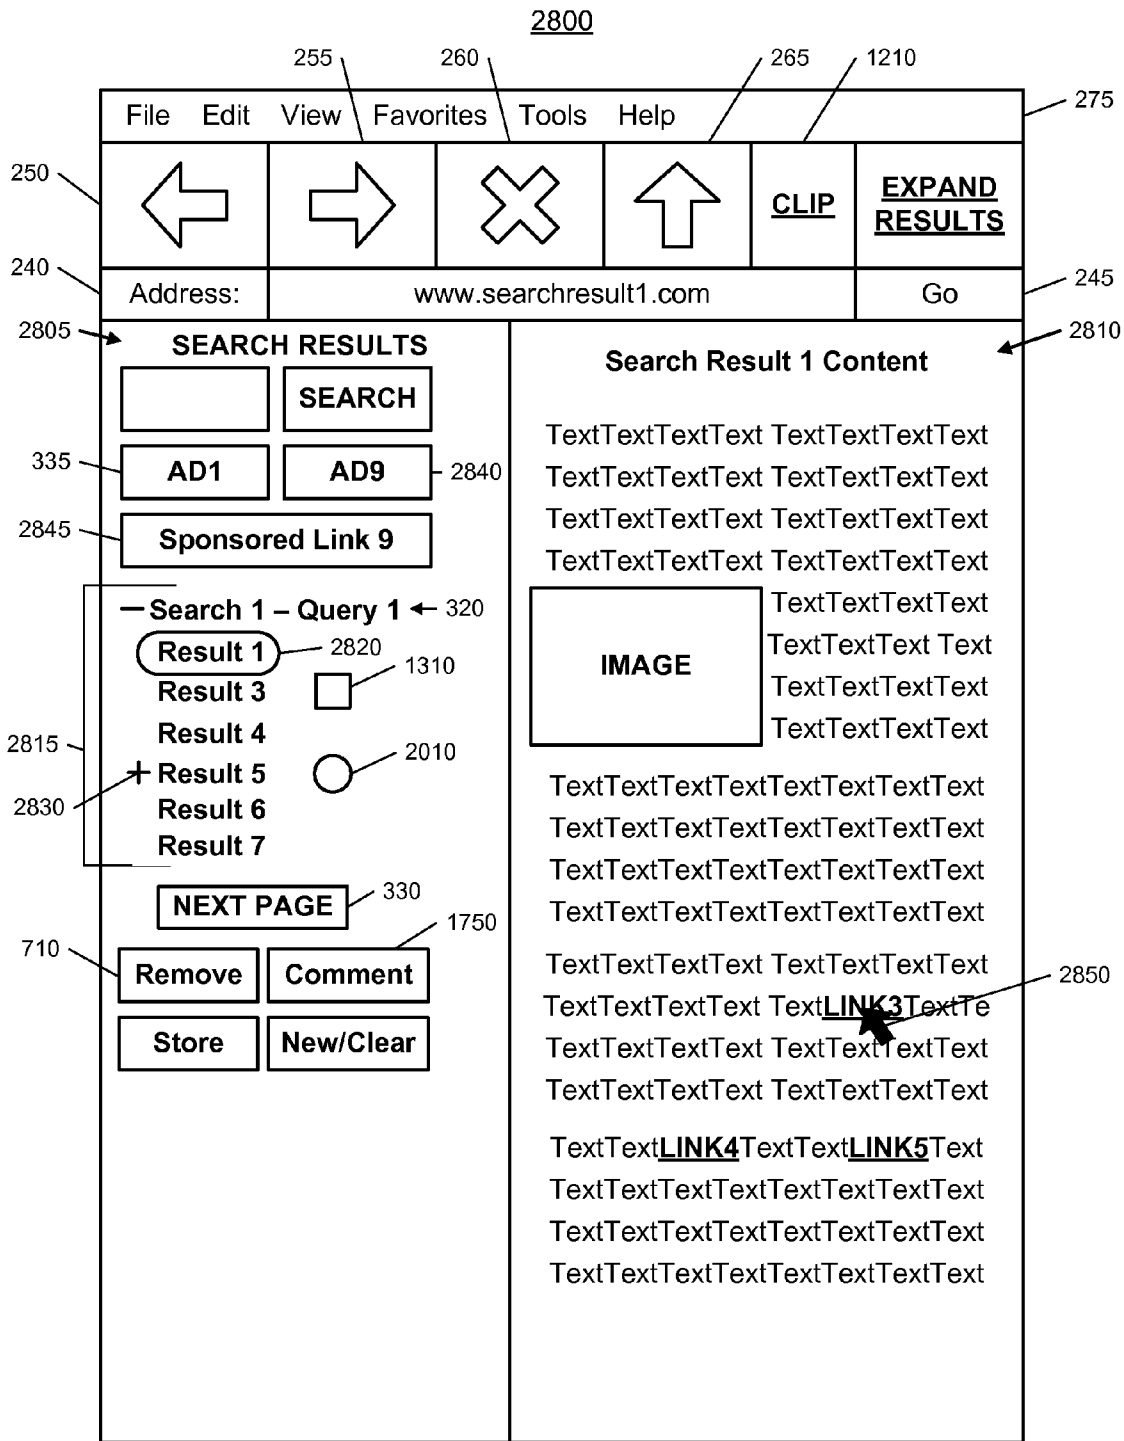 2800
255 260 265 1210
File Edit View Favorites Tools Help 275
250 CLIP EXPAND
RESULTS
240 Address: www.searchresult1.com Go 245
2805 SEARCH RESULTS 2810
Search Result 1 Content
SEARCH
TextTextTextText TextTextTextText
335 AD1 AD9 2840 TextTextTextText TextTextTextText
TextTextTextText TextTextTextText
2845 Sponsored Link 9
TextTextTextText TextTextTextText
– Search 1 – Query 1 320 TextTextTextText
Result 1 2820 TextTextText Text
IMAGE
Result 3 1310 TextTextTextText
Result 4 TextTextTextText
2815
+ Result 5 2010
TextTextTextTextTextTextTextText
2830 Result 6
TextTextTextTextTextTextTextText
Result 7
TextTextTextTextTextTextTextText
NEXT PAGE 330 TextTextTextTextTextTextTextText
1750
710 Remove Comment TextTextTextText TextTextTextText
TextTextTextText TextLINK3TextTe 2850
Store New/Clear TextTextTextText TextTextTextText
TextTextTextText TextTextTextText
TextTextLINK4TextTextLINK5Text
TextTextTextTextTextTextTextText
TextTextTextTextTextTextTextText
TextTextTextTextTextTextTextText